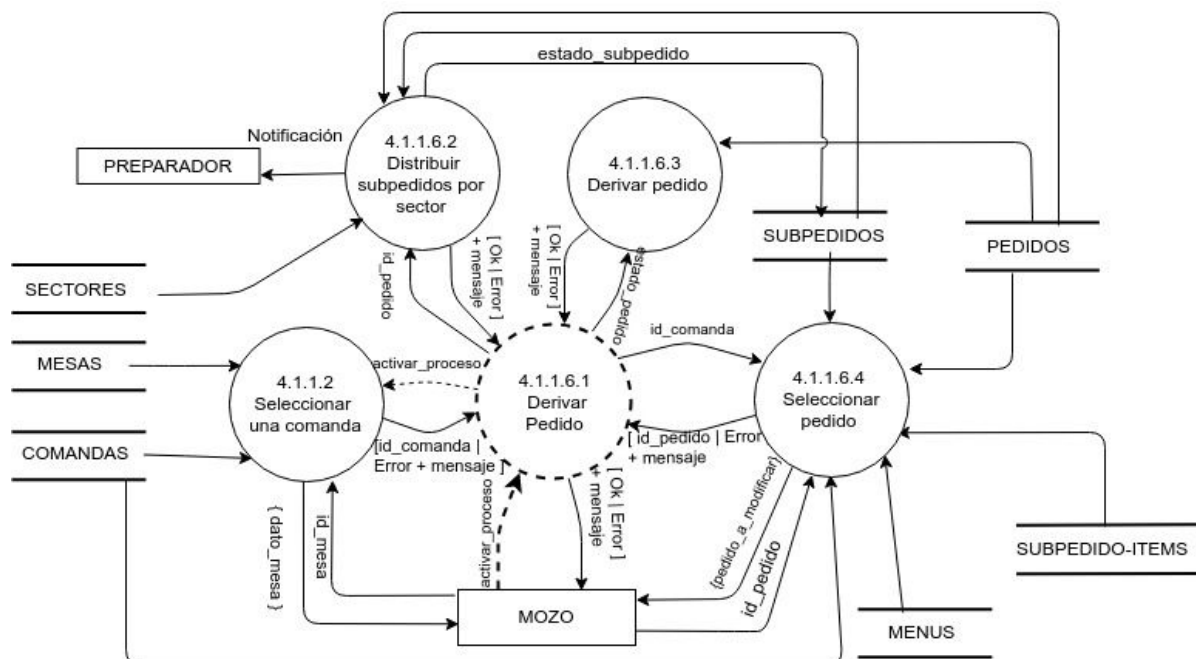 estado_subpedido
Notificación
PREPARADOR
4.1.1.6.2
Distribuir
subpedidos por
sector
4.1.1.6.3
Derivar pedido
SUBPEDIDOS
PEDIDOS
SECTORES
MESAS
COMANDAS
id_pedido
[ Ok | Error ]
+ mensaje
[ Ok | Error ]
+ mensaje
estado_pedido
id_comanda
activar_proceso
4.1.1.2
Seleccionar
una comanda
4.1.1.6.1
Derivar
Pedido
4.1.1.6.4
Seleccionar
pedido
[id_comanda |
Error + mensaje ]
[ id_pedido | Error
+ mensaje ]
{ dato_mesa }
id_mesa
activar_proceso
[ Ok | Error ]
+ mensaje
{pedido_a_modificar}
id_pedido
MOZO
SUBPEDIDO-ITEMS
MENUS